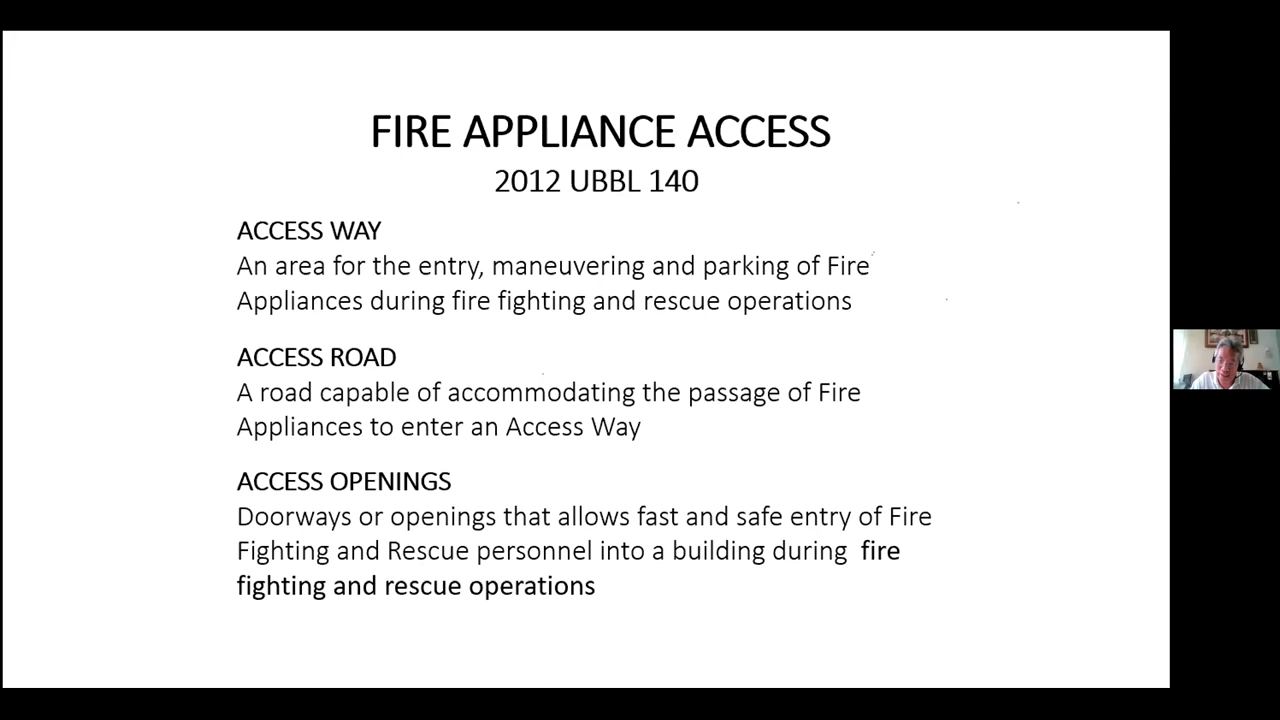 FIRE APPLIANCE ACCESS
2012 UBBL 140
ACCESS WAY
An area for the entry, maneuvering and parking of Fire
Appliances during fire fighting and rescue operations
ACCESS ROAD
A road capable of accommodating the passage of Fire
Appliances to enter an Access Way
ACCESS OPENINGS
Doorways or openings that allows fast and safe entry of Fire
Fighting and Rescue personnel into a building during fire
fighting and rescue operations